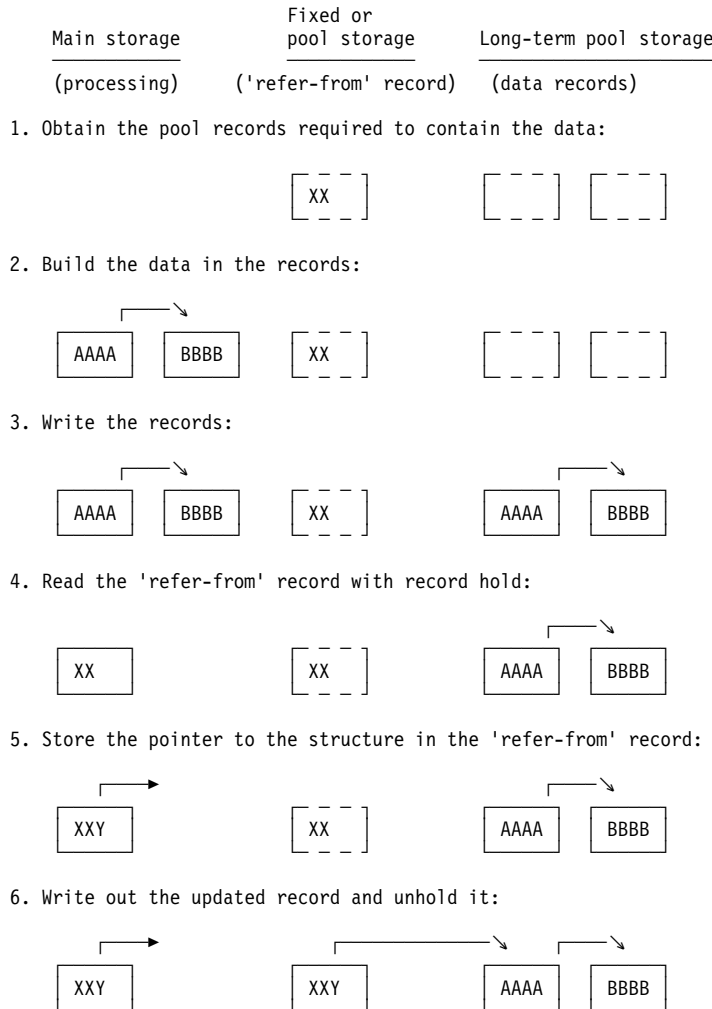 Fixed or
Main storage pool storage Long-term pool storage
(processing) ('refer-from' record) (data records)
1. Obtain the pool records required to contain the data:
XX
2. Build the data in the records:
AAAA BBBB XX
3. Write the records:
AAAA BBBB XX AAAA BBBB
4. Read the 'refer-from' record with record hold:
XX XX AAAA BBBB
5. Store the pointer to the structure in the 'refer-from' record:
XXY XX AAAA BBBB
6. Write out the updated record and unhold it:
XXY XXY AAAA BBBB